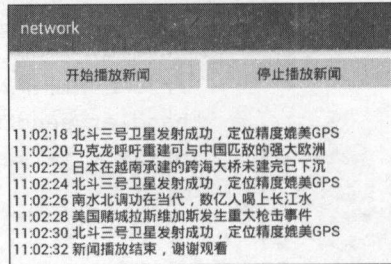 network
开始播放新闻
停止播放新闻
11:02:18 北斗三号卫星发射成功，定位精度媲美GPS
11:02:20 马克龙呼吁重建可与中国匹敌的强大欧洲
11:02:22 日本在越南承建的跨海大桥未建完已下沉
11:02:24 北斗三号卫星发射成功，定位精度媲美GPS
11:02:26 南水北调功在当代，数亿人喝上长江水
11:02:28 美国赌城拉斯维加斯发生重大枪击事件
11:02:30 北斗三号卫星发射成功，定位精度媲美GPS
11:02:32 新闻播放结束，谢谢观看